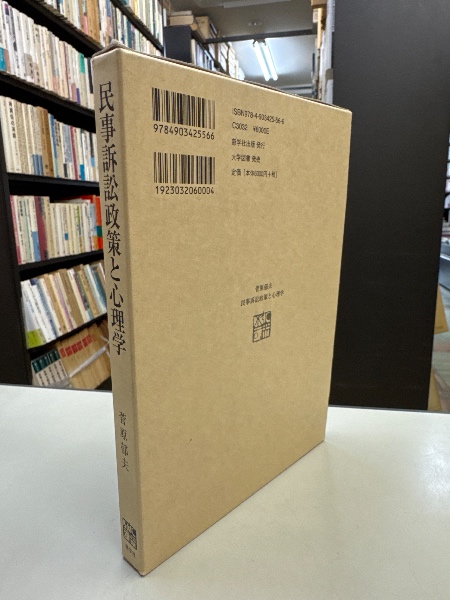 民事訴訟政策と心理学
菅原郁夫
9784903425566
1923032060004
ISBN978-4-903425-56-6
C3032 ¥6000E
慈学社出版 発行
大学図書 発売
定価 [本体6000円+税]
菅原郁夫
民事訴訟政策と心理学